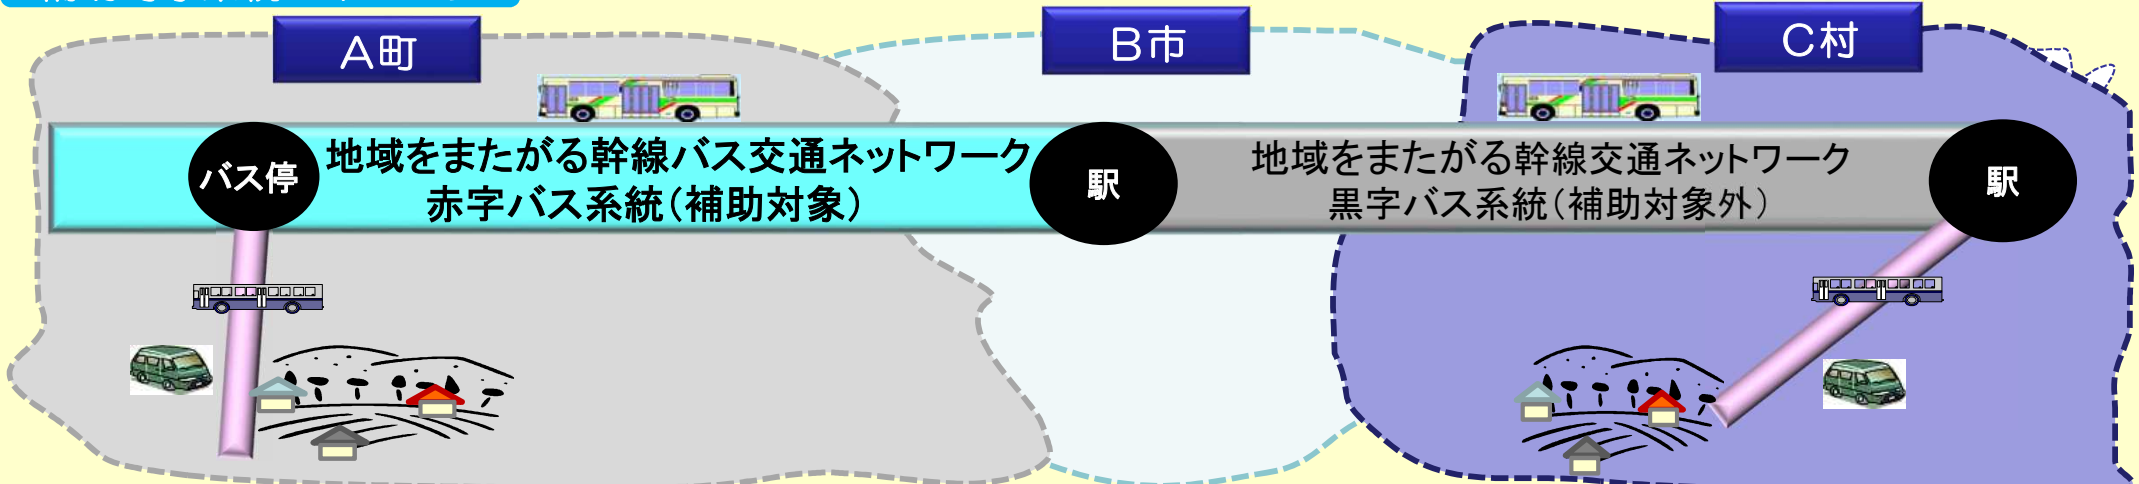 A町
B市
C村
バス停
地域をまたがる幹線バス交通ネットワーク
赤字バス系統（補助対象）
駅
地域をまたがる幹線交通ネットワーク
黒字バス系統（補助対象外）
駅